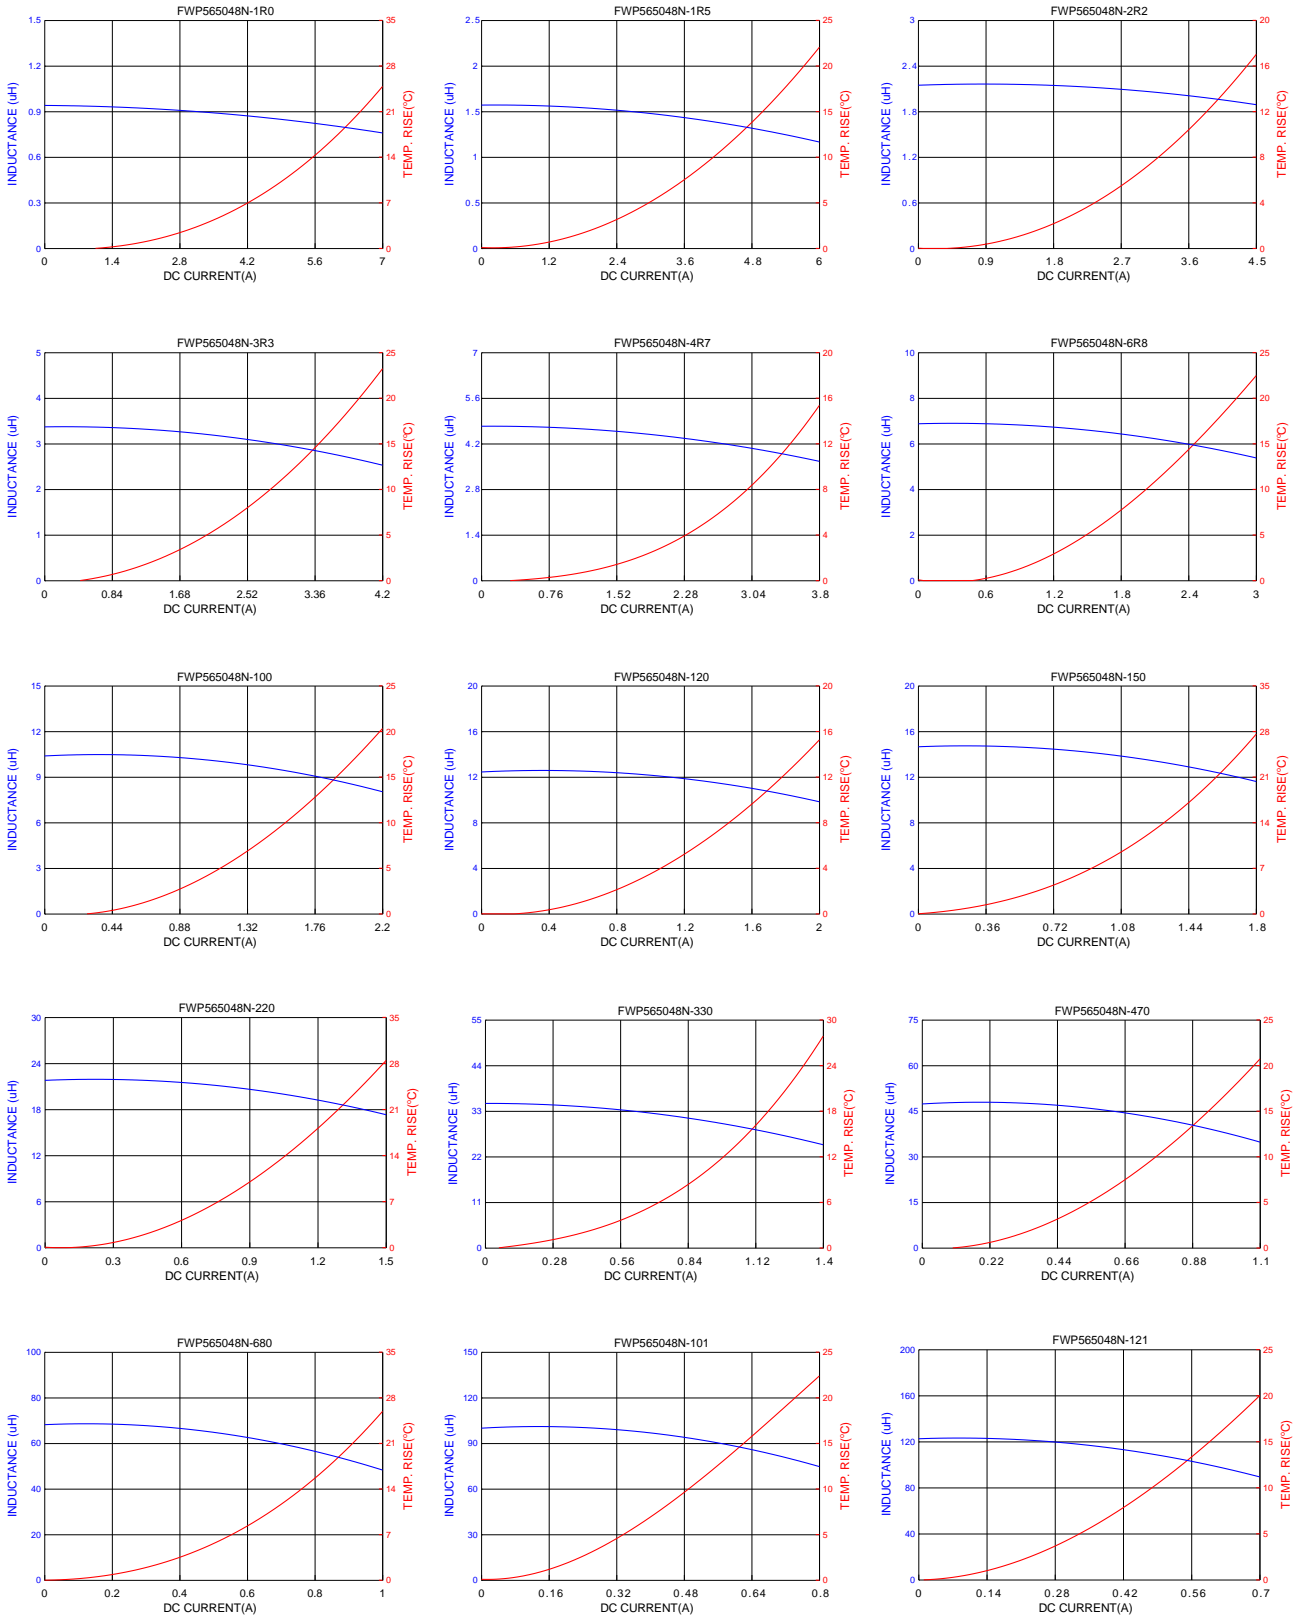 FWP565048N-1R0
1.5
1.2
0.9
0.6
0.3
0
35
28
21
14
7
0
0 1.4 2.8 4.2 5.6 7
DC CURRENT(A)
INDUCTANCE (uH)
TEMP. RISE(°C)
FWP565048N-1R5
2.5
2
1.5
1
0.5
0
25
20
15
10
5
0
0 1.2 2.4 3.6 4.8 6
DC CURRENT(A)
INDUCTANCE (uH)
TEMP. RISE(°C)
FWP565048N-2R2
3
2.4
1.8
1.2
0.6
0
20
16
12
8
4
0
0 0.9 1.8 2.7 3.6 4.5
DC CURRENT(A)
INDUCTANCE (uH)
TEMP. RISE(°C)
FWP565048N-3R3
5
4
3
2
1
0
25
20
15
10
5
0
0 0.84 1.68 2.52 3.36 4.2
DC CURRENT(A)
INDUCTANCE (uH)
TEMP. RISE(°C)
FWP565048N-4R7
7
5.6
4.2
2.8
1.4
0
20
16
12
8
4
0
0 0.76 1.52 2.28 3.04 3.8
DC CURRENT(A)
INDUCTANCE (uH)
TEMP. RISE(°C)
FWP565048N-6R8
10
8
6
4
2
0
25
20
15
10
5
0
0 0.6 1.2 1.8 2.4 3
DC CURRENT(A)
INDUCTANCE (uH)
TEMP. RISE(°C)
FWP565048N-100
15
12
9
6
3
0
25
20
15
10
5
0
0 0.44 0.88 1.32 1.76 2.2
DC CURRENT(A)
INDUCTANCE (uH)
TEMP. RISE(°C)
FWP565048N-120
20
16
12
8
4
0
20
16
12
8
4
0
0 0.4 0.8 1.2 1.6 2
DC CURRENT(A)
INDUCTANCE (uH)
TEMP. RISE(°C)
FWP565048N-150
20
16
12
8
4
0
35
28
21
14
7
0
0 0.36 0.72 1.08 1.44 1.8
DC CURRENT(A)
INDUCTANCE (uH)
TEMP. RISE(°C)
FWP565048N-220
30
24
18
12
6
0
35
28
21
14
7
0
0 0.3 0.6 0.9 1.2 1.5
DC CURRENT(A)
INDUCTANCE (uH)
TEMP. RISE(°C)
FWP565048N-330
55
44
33
22
11
0
30
24
18
12
6
0
0 0.28 0.56 0.84 1.12 1.4
DC CURRENT(A)
INDUCTANCE (uH)
TEMP. RISE(°C)
FWP565048N-470
75
60
45
30
15
0
25
20
15
10
5
0
0 0.22 0.44 0.66 0.88 1.1
DC CURRENT(A)
INDUCTANCE (uH)
TEMP. RISE(°C)
FWP565048N-680
100
80
60
40
20
0
35
28
21
14
7
0
0 0.2 0.4 0.6 0.8 1
DC CURRENT(A)
INDUCTANCE (uH)
TEMP. RISE(°C)
FWP565048N-101
150
120
90
60
30
0
25
20
15
10
5
0
0 0.16 0.32 0.48 0.64 0.8
DC CURRENT(A)
INDUCTANCE (uH)
TEMP. RISE(°C)
FWP565048N-121
200
160
120
80
40
0
25
20
15
10
5
0
0 0.14 0.28 0.42 0.56 0.7
DC CURRENT(A)
INDUCTANCE (uH)
TEMP. RISE(°C)